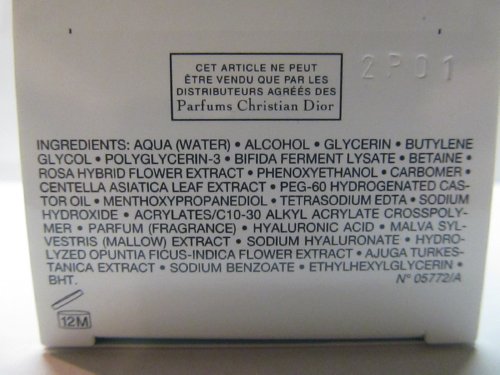 CET ARTICLE NE PEUT
ÊTRE VENDU QUE PAR LES
DISTRIBUTEURS AGRÉÉS DES
Parfums Christian Dior
2P01
INGREDIENTS: AQUA (WATER) • ALCOHOL • GLYCERIN • BUTYLENE
GLYCOL • POLYGLYCERIN-3 • BIFIDA FERMENT LYSATE • BETAINE •
ROSA HYBRID FLOWER EXTRACT • PHENOXYETHANOL • CARBOMER •
CENTELLA ASIATICA LEAF EXTRACT • PEG-60 HYDROGENATED CAS-
TOR OIL • MENTHOXYPROPANEDIOL • TETRASODIUM EDTA • SODIUM
HYDROXIDE • ACRYLATES/C10-30 ALKYL ACRYLATE CROSSPOLY-
MER • PARFUM (FRAGRANCE) • HYALURONIC ACID • MALVA SYL-
VESTRIS (MALLOW) EXTRACT • SODIUM HYALURONATE • HYDRO-
LYZED OPUNTIA FICUS-INDICA FLOWER EXTRACT • AJUGA TURKES-
TANICA EXTRACT • SODIUM BENZOATE • ETHYLHEXYLGLYCERIN •
BHT.
N° 05772/A
12M